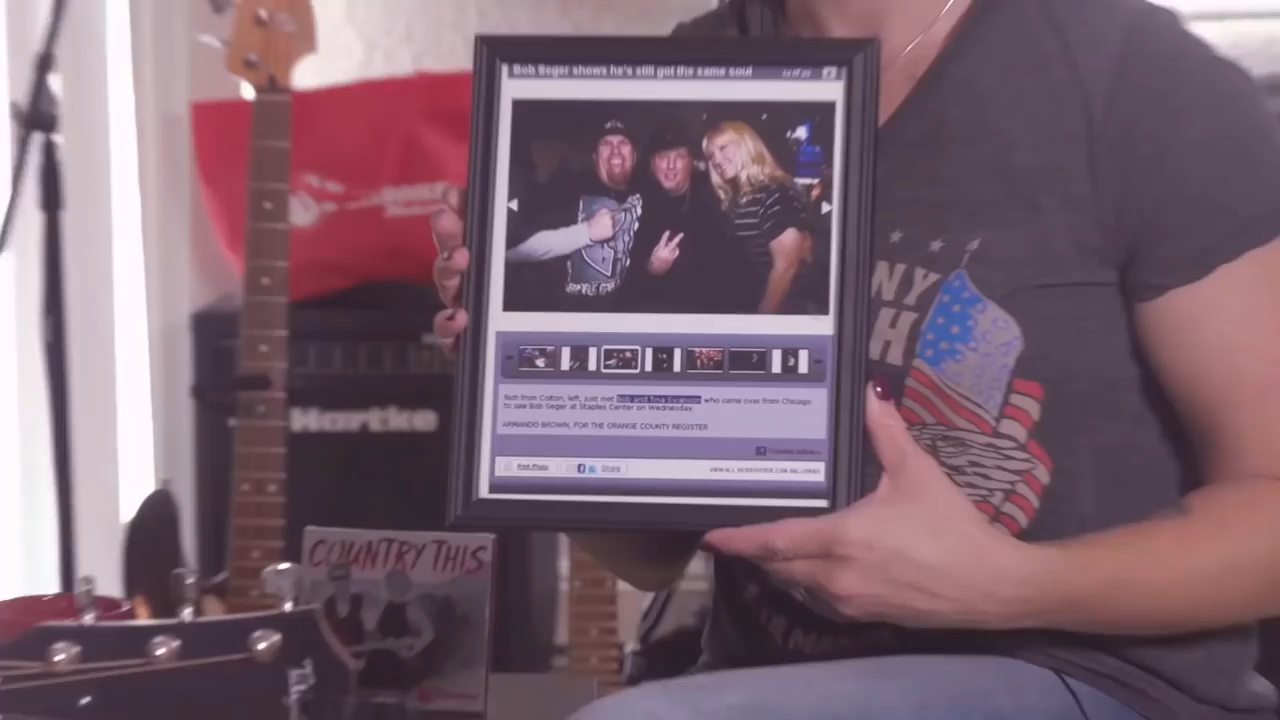 Bob Seger shows he's still got the same soul
Rich from Colton, left, just met Bob and Tina Swanson who came over from Chicago
to see Bob Seger at Staples Center on Wednesday.
ARMANDO BROWN, FOR THE ORANGE COUNTY REGISTER
Print Photo
Share
Hartke
COUNTRY THIS
NY
H